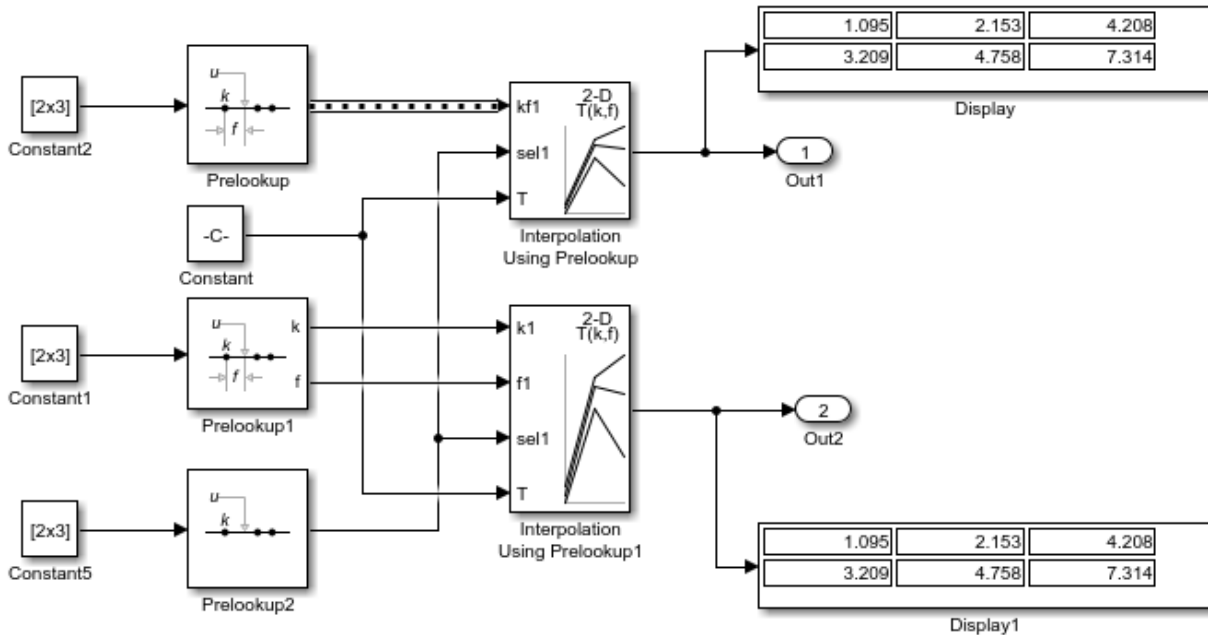 1.095 2.153 4.208
3.209 4.758 7.314
Display
[2x3]
Constant2
u
k
f
Prelookup
kf1
sel1
T
2-D
T(k,f)
Interpolation
Using Prelookup
1
Out1
-C-
Constant
[2x3]
Constant1
u
k
f
k
f
Prelookup1
k1
f1
sel1
T
2-D
T(k,f)
Interpolation
Using Prelookup1
2
Out2
[2x3]
Constant5
u
k
Prelookup2
1.095 2.153 4.208
3.209 4.758 7.314
Display1